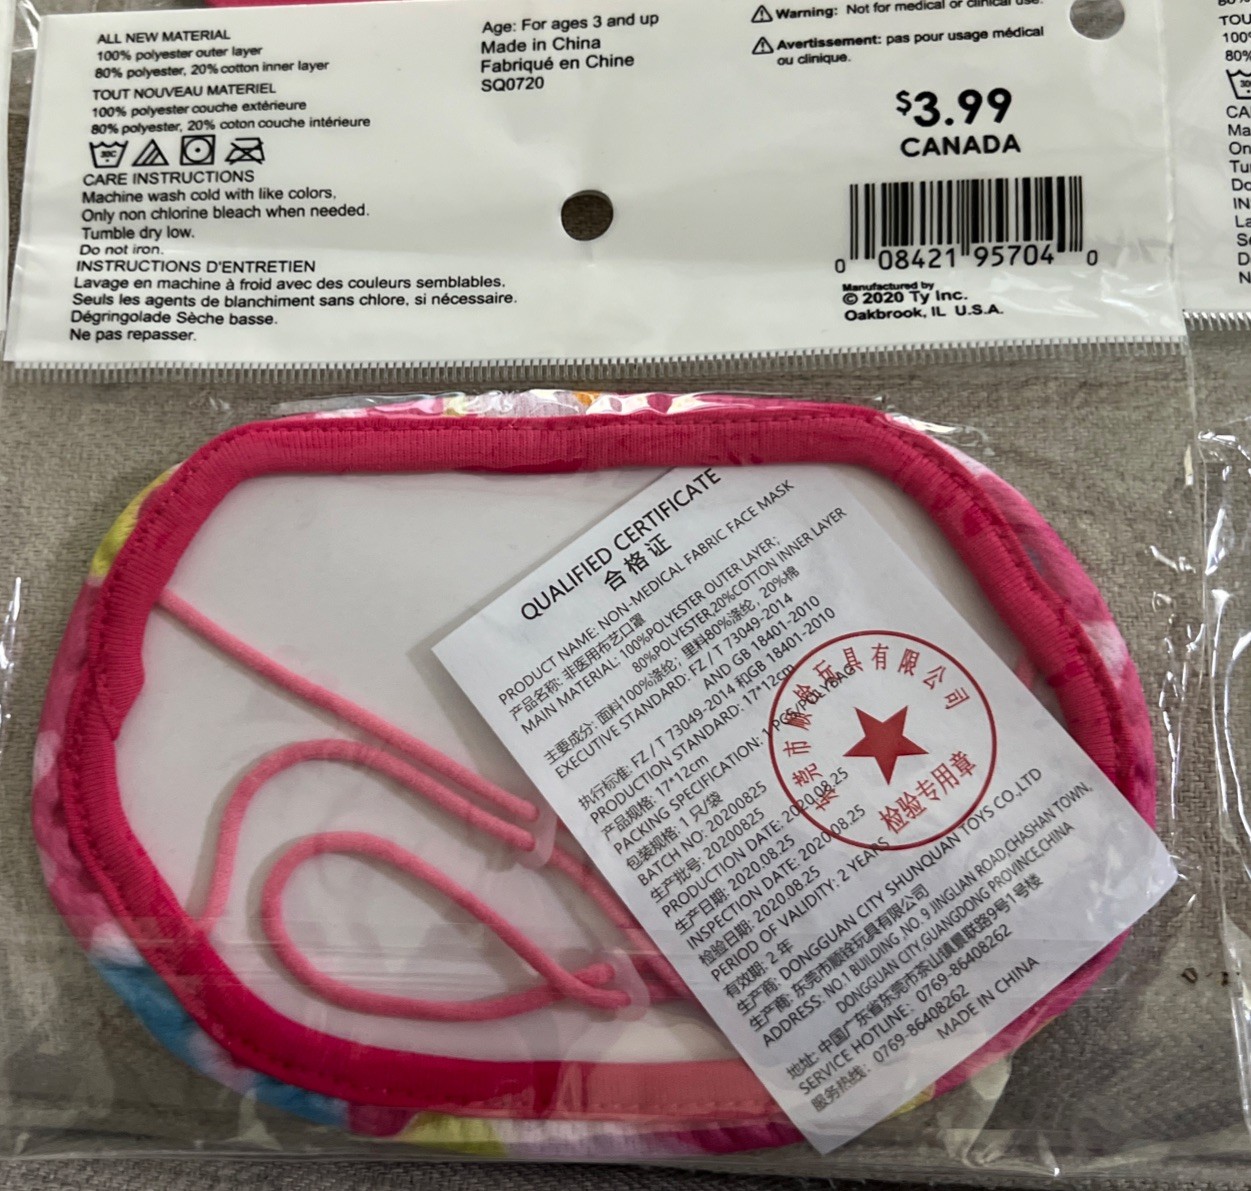 ALL NEW MATERIAL
100% polyester outer layer
80% polyester, 20% cotton inner layer
TOUT NOUVEAU MATERIEL
100% polyester couche extérieure
80% polyester, 20% coton couche intérieure
30C
CARE INSTRUCTIONS
Machine wash cold with like colors.
Only non chlorine bleach when needed.
Tumble dry low.
Do not iron.
INSTRUCTIONS D'ENTRETIEN
Lavage en machine à froid avec des couleurs semblables.
Seuls les agents de blanchiment sans chlore, si nécessaire.
Dégringolade Sèche basse.
Ne pas repasser.
Age: For ages 3 and up
Made in China
Fabriqué en Chine
SQ0720
Warning: Not for medical or clinical use.
Avertissement: pas pour usage médical
ou clinique.
$3.99
CANADA
0 08421 95704 0
Manufactured by
© 2020 Ty Inc.
Oakbrook, IL U.S.A.
QUALIFIED CERTIFICATE
合格证
PRODUCT NAME: NON-MEDICAL FABRIC FACE MASK
产品名称: 非医用布艺口罩
MAIN MATERIAL: 100%POLYESTER OUTER LAYER;
80%POLYESTER,20%COTTON INNER LAYER
主要成分: 面料100%涤纶; 里料80%涤纶, 20%棉
EXECUTIVE STANDARD: FZ / T 73049-2014
AND GB 18401-2010
执行标准: FZ / T 73049-2014 和GB 18401-2010
PRODUCTION STANDARD: 17*12cm
产品规格: 17*12cm
PACKING SPECIFICATION: 1 PCS/POLYBAG
包装规格: 1 只/袋
BATCH NO: 20200825
生产批号: 20200825
PRODUCTION DATE: 2020.08.25
生产日期: 2020.08.25
INSPECTION DATE: 2020.08.25
检验日期: 2020.08.25
PERIOD OF VALIDITY: 2 YEARS
有效期: 2 年
生产商: DONGGUAN CITY SHUNQUAN TOYS CO.,LTD
生产商: 东莞市顺铨玩具有限公司
ADDRESS: NO.1 BUILDING ,NO. 9 JINGLIAN ROAD,CHASHAN TOWN,
DONGGUAN CITY,GUANGDONG PROVINCE,CHINA
地址: 中国广东省东莞市茶山镇景联路9号1号楼
SERVICE HOTLINE: 0769-86408262
服务热线: 0769-86408262
MADE IN CHINA
东莞市顺铨玩具有限公司
检验专用章